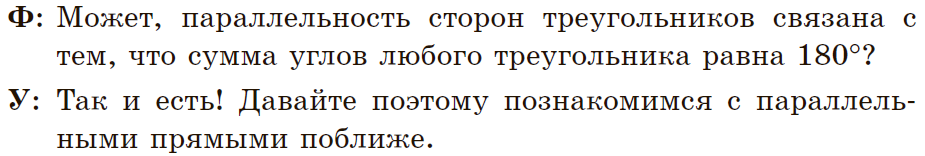 Ф: Может, параллельность сторон треугольников связана с
тем, что сумма углов любого треугольника равна 180°?
У: Так и есть! Давайте поэтому познакомимся с параллель-
ными прямыми поближе.